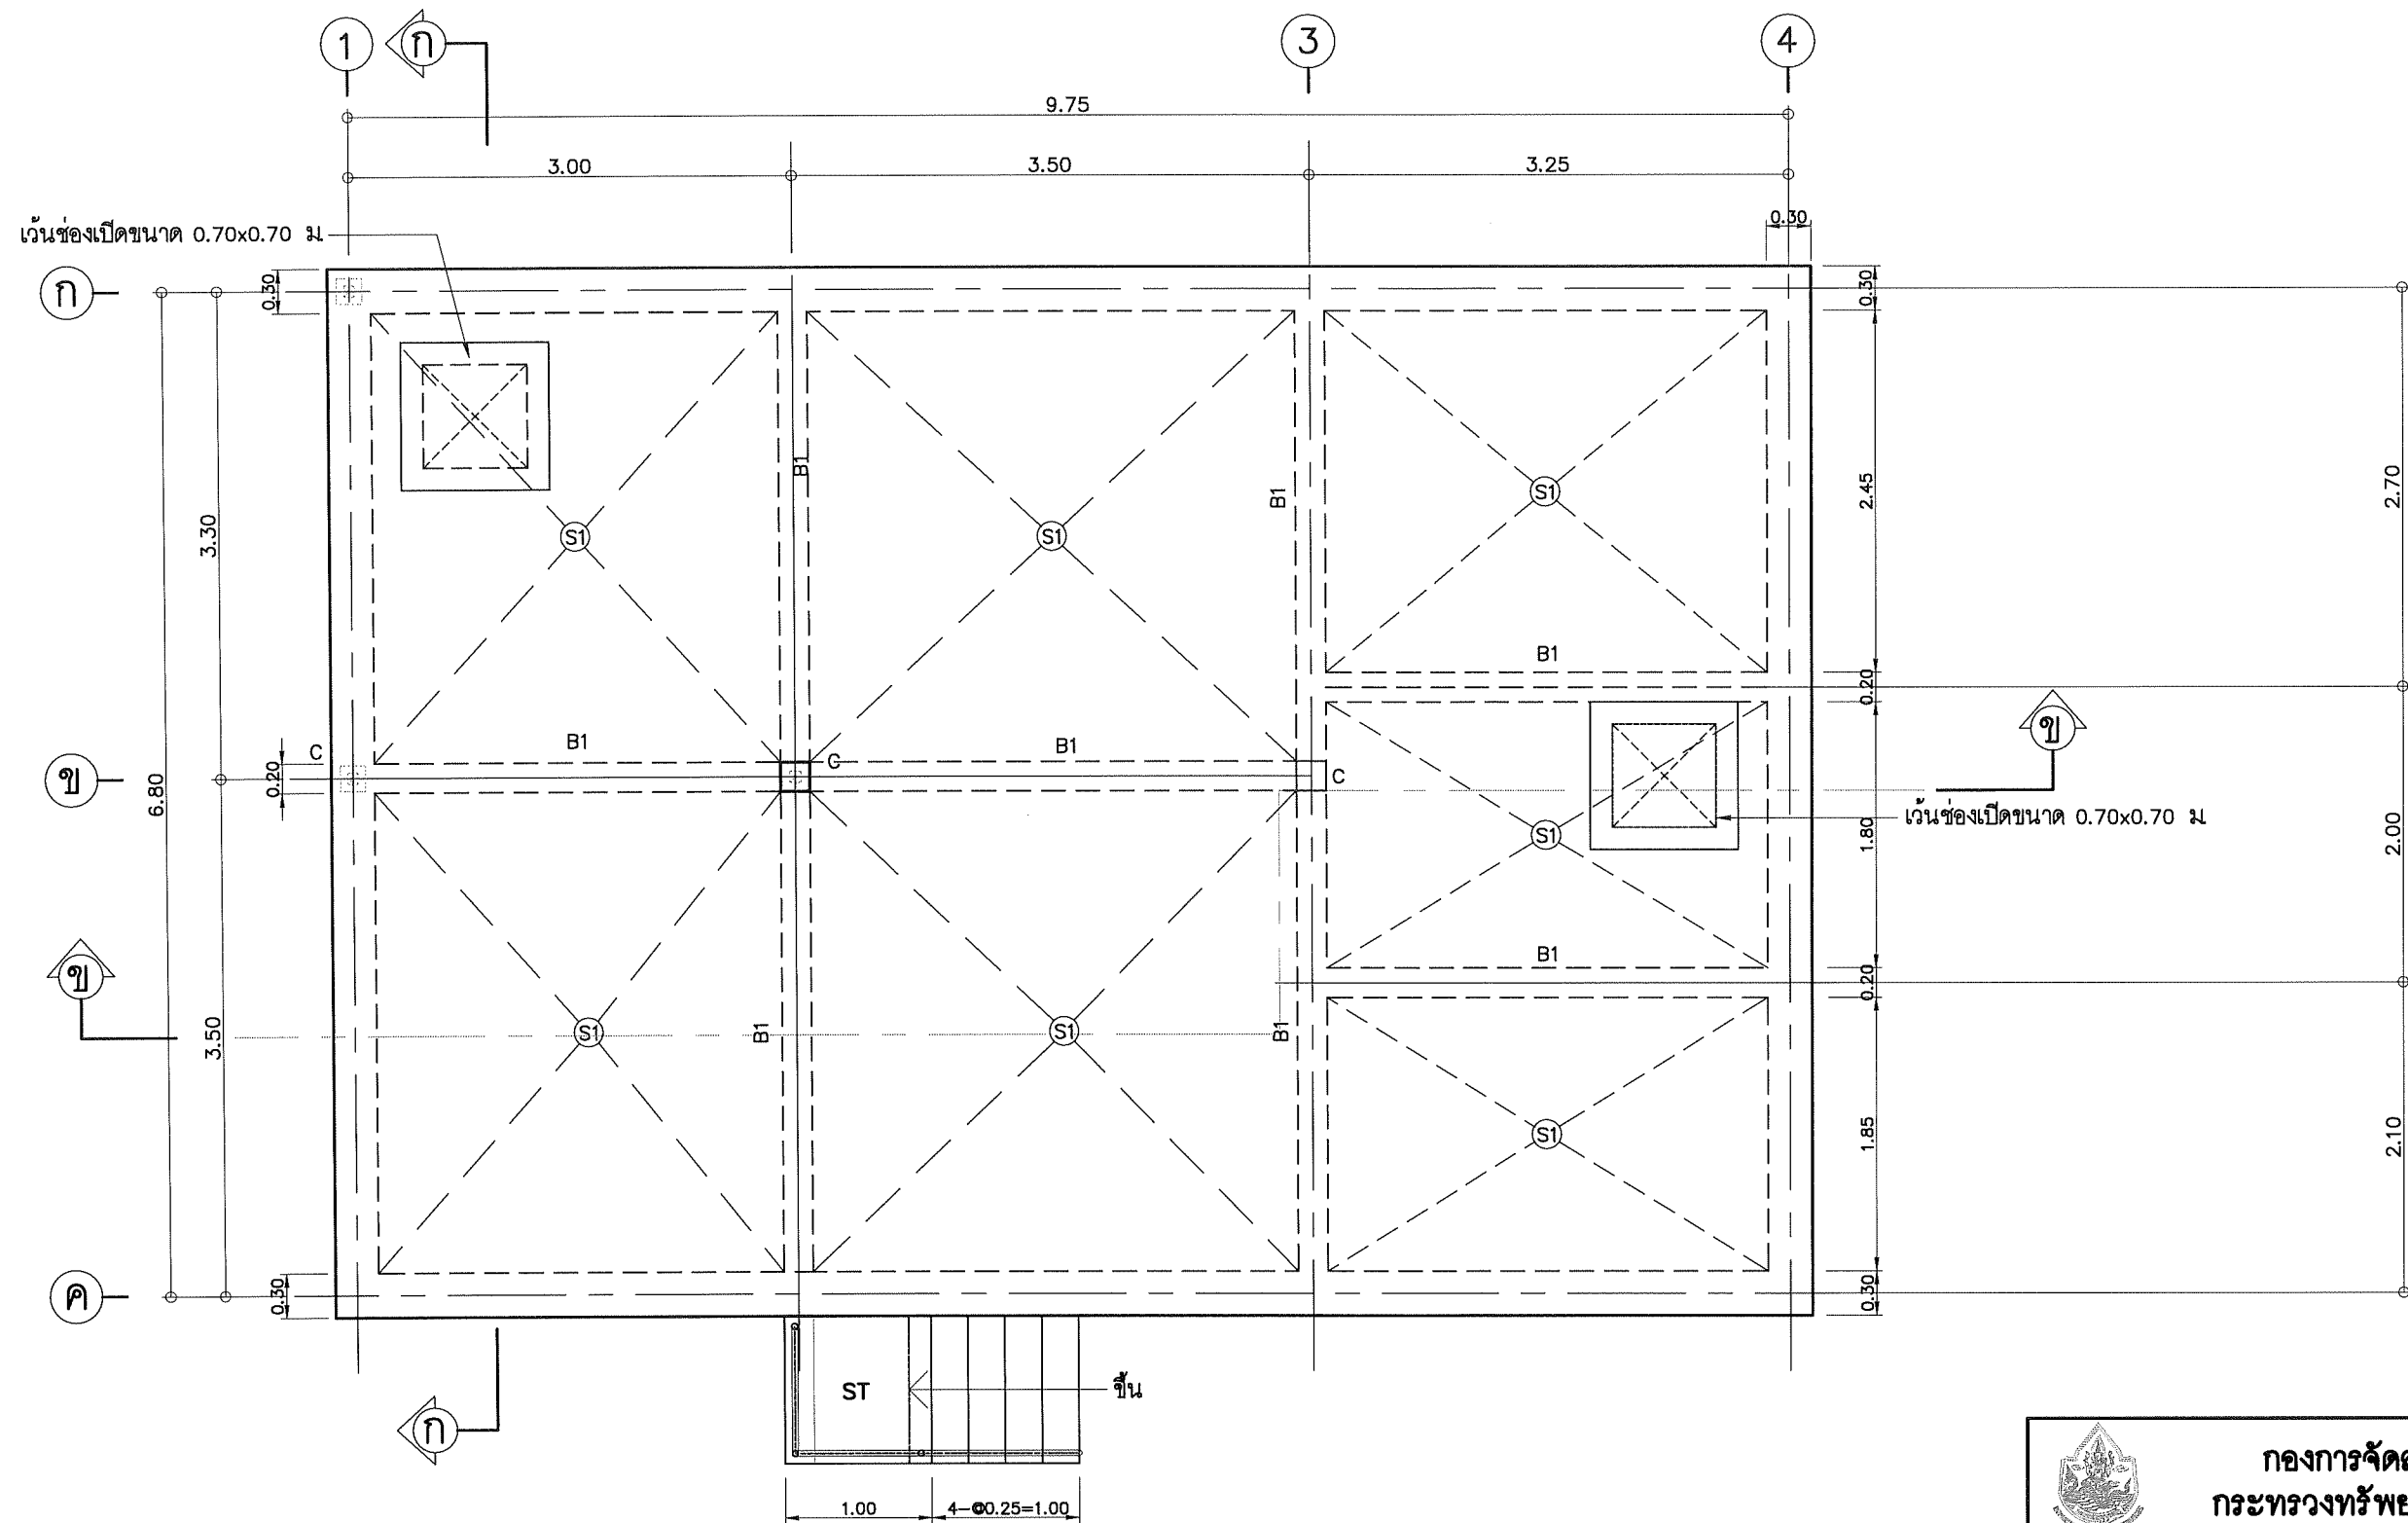 1
ก
3
4
9.75
3.00
3.50
3.25
0.30
เว้นช่องเปิดขนาด 0.70x0.70 ม.
ก
0.30
0.30
B1
B1
2.45
2.70
S1
S1
S1
3.30
B1
0.20
C
B1
C
B1
C
ข
0.20
6.80
ข
เว้นช่องเปิดขนาด 0.70x0.70 ม.
S1
1.80
2.00
ข
B1
0.20
3.50
S1
B1
S1
B1
S1
1.85
2.10
ค
0.30
0.30
ST
ขึ้น
ก
1.00
4-@0.25=1.00
กองการจัด
กระทรวงทรัพย